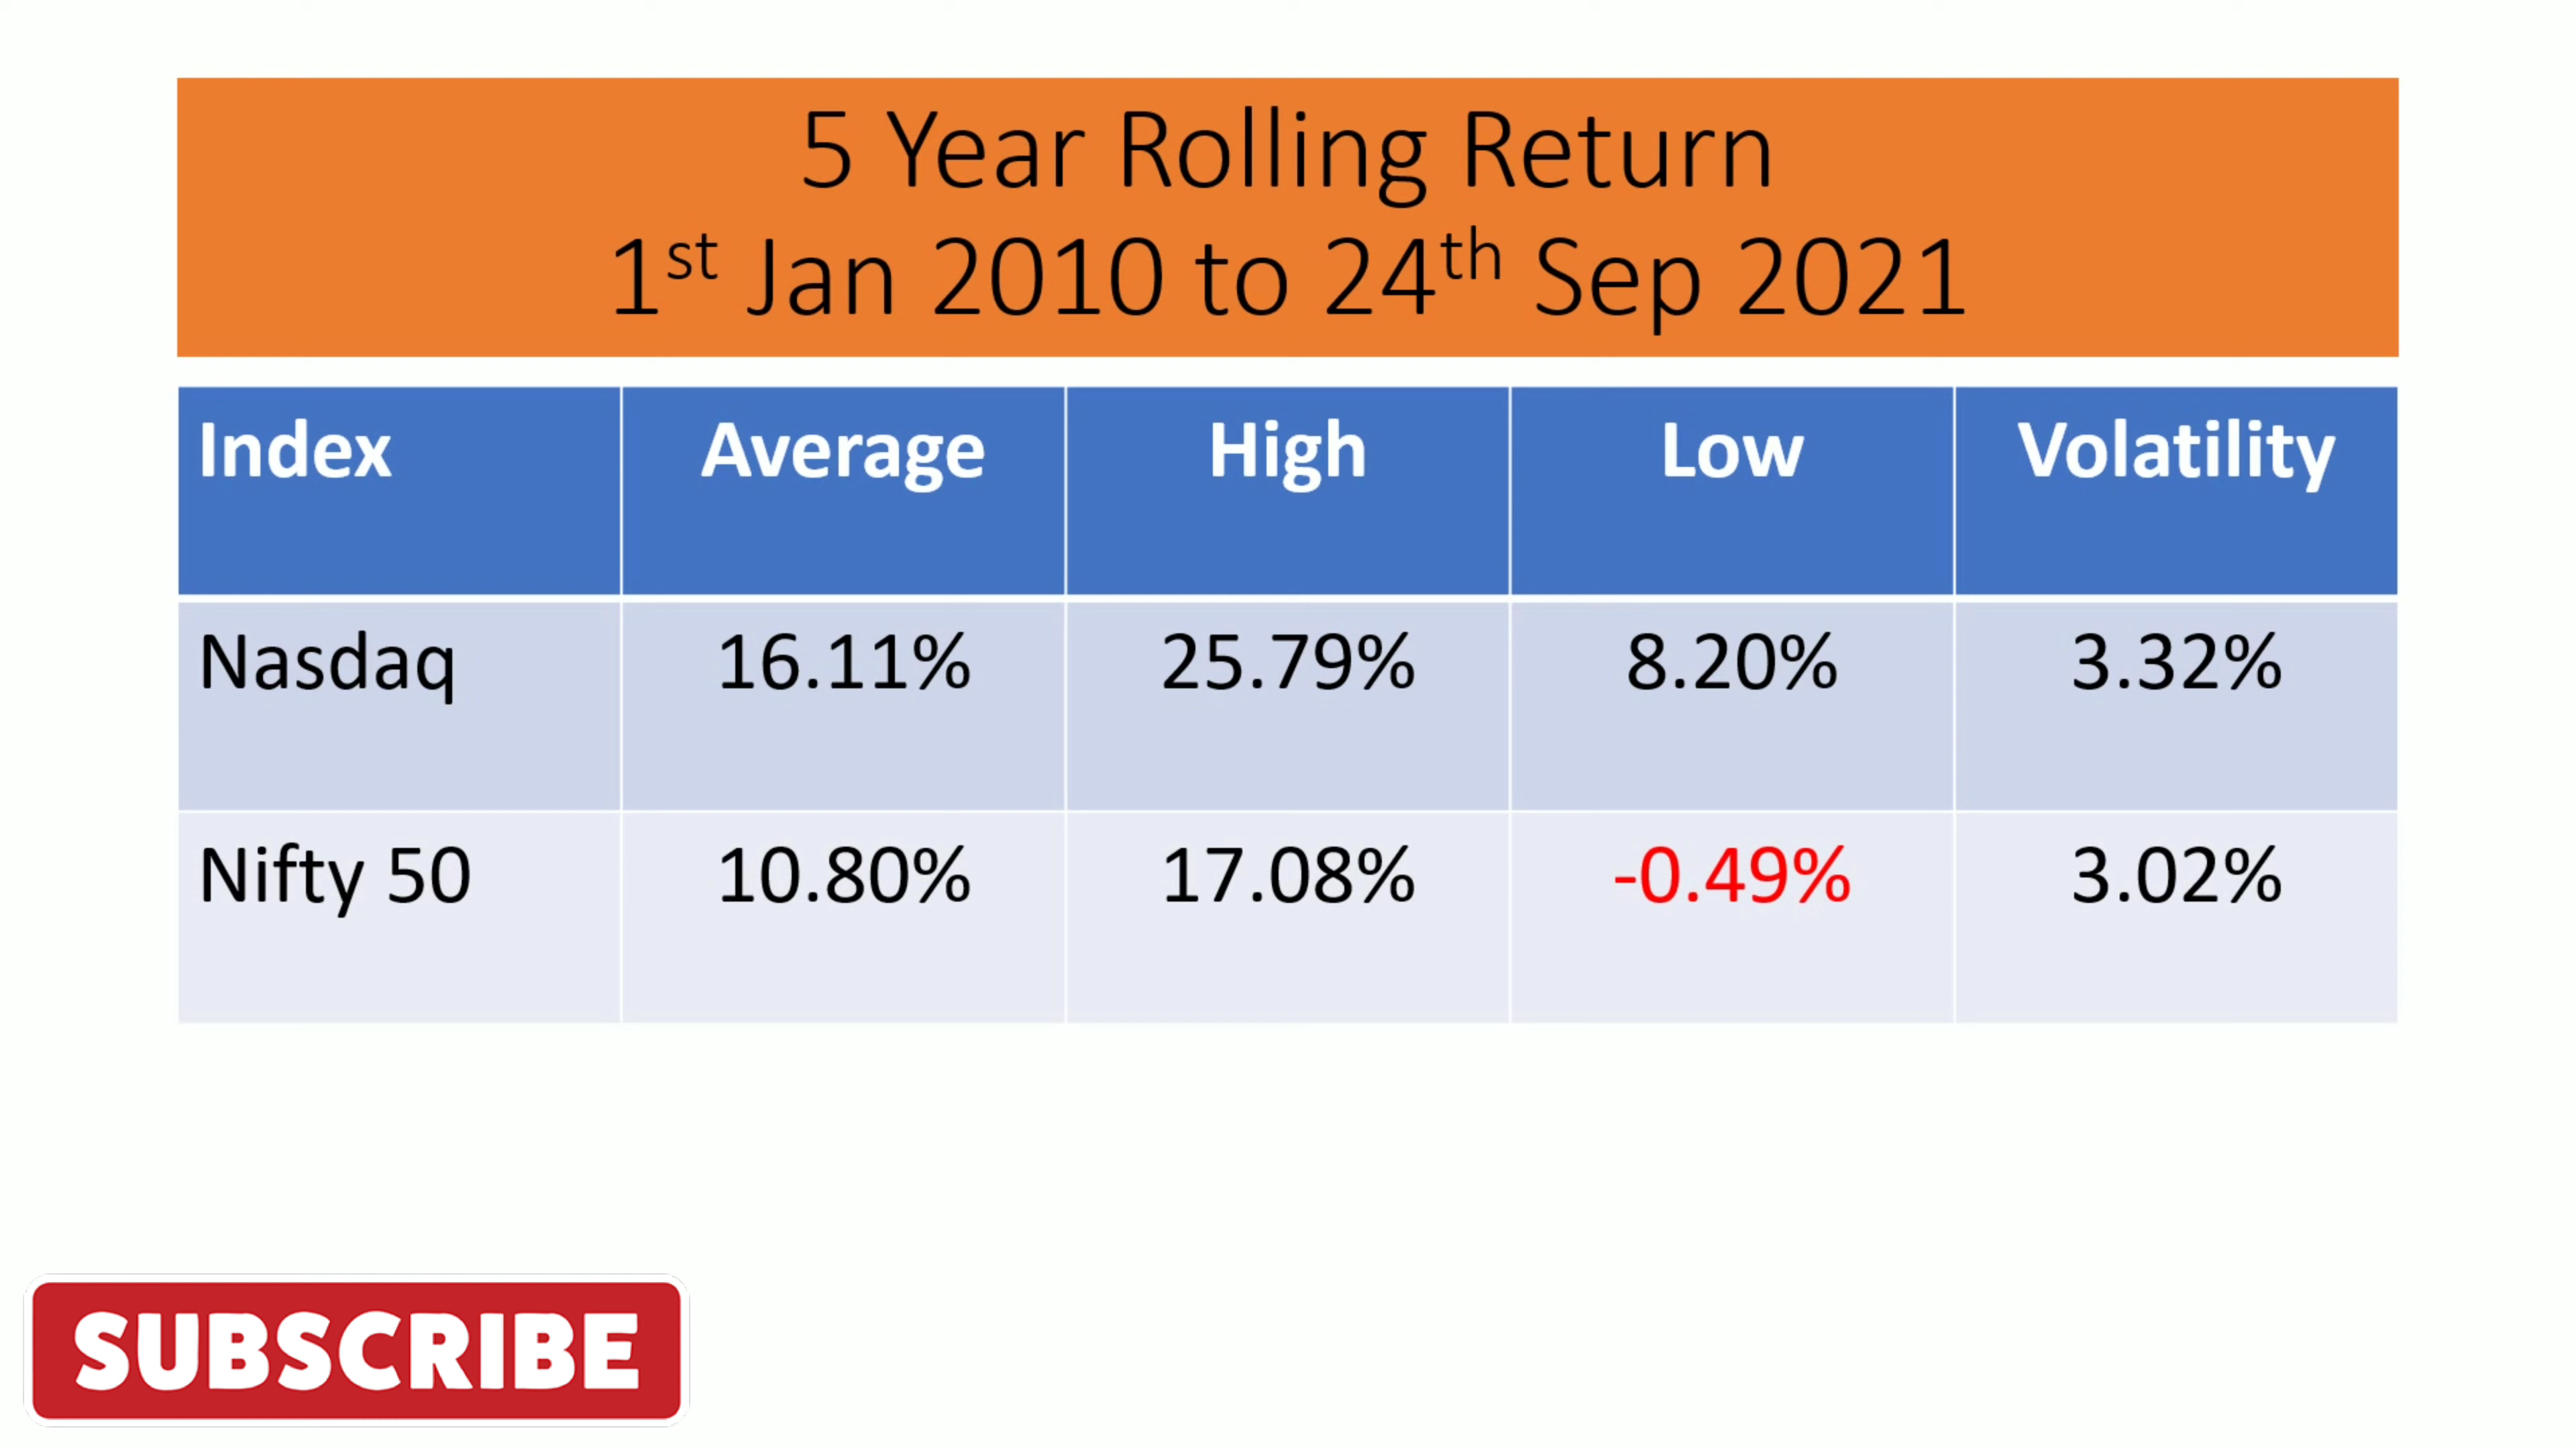 5 Year Rolling Return
1st Jan 2010 to 24th Sep 2021
Index Average High Low Volatility
Nasdaq 16.11% 25.79% 8.20% 3.32%
Nifty 50 10.80% 17.08% -0.49% 3.02%
SUBSCRIBE